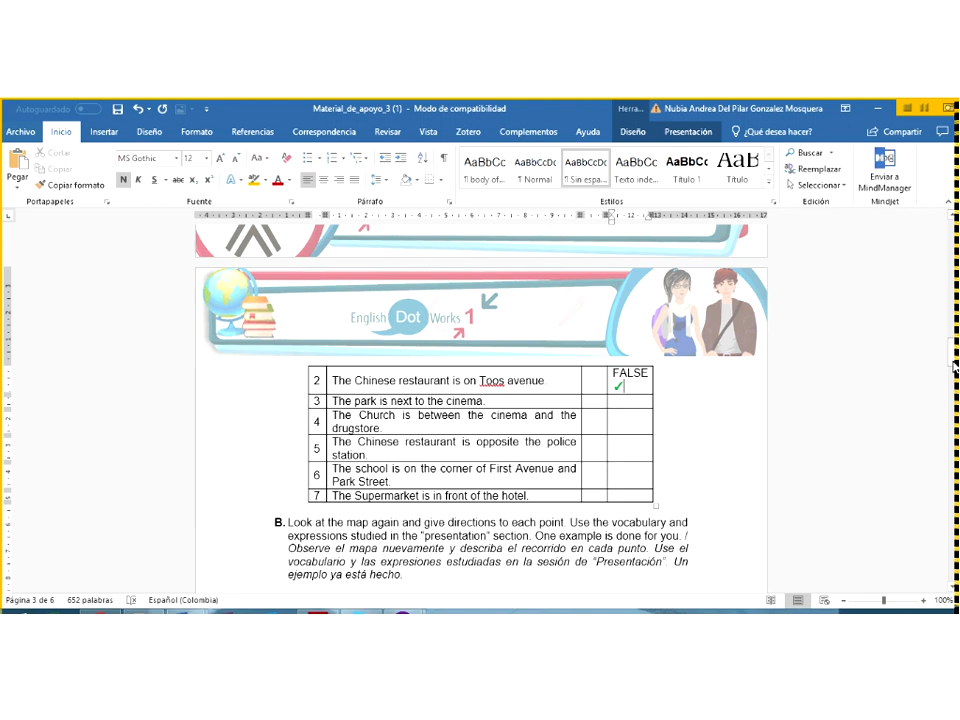 Autoguardado
Material_de_apoyo_3 (1) - Modo de compatibilidad
Herra...
Nubia Andrea Del Pilar Gonzalez Mosquera
Archivo Inicio Insertar Diseño Formato Referencias Correspondencia Revisar Vista Zotero Complementos Ayuda Diseño Presentación ¿Qué desea hacer? Compartir
Pegar
Cortar
Copiar
Copiar formato
MS Gothic 12
N K S abc
AaBbCc AaBbCcDc AaBbCcDc AaBbCc AaBbCc AaB
¶ body of... ¶ Normal ¶ Sin espa... Texto inde... Título 1 Título
Buscar
Reemplazar
Seleccionar
Enviar a
MindManager
Portapapeles Fuente Párrafo Estilos Edición Mindjet
English Dot Works 1
2 The Chinese restaurant is on Toos avenue. FALSE
✓
3 The park is next to the cinema.
4 The Church is between the cinema and the
drugstore.
5 The Chinese restaurant is opposite the police
station.
6 The school is on the corner of First Avenue and
Park Street.
7 The Supermarket is in front of the hotel.
B. Look at the map again and give directions to each point. Use the vocabulary and
expressions studied in the "presentation" section. One example is done for you. /
Observe el mapa nuevamente y describa el recorrido en cada punto. Use el
vocabulario y las expresiones estudiadas en la sesión de "Presentación". Un
ejemplo ya está hecho.
Página 3 de 6 652 palabras Español (Colombia) 100%